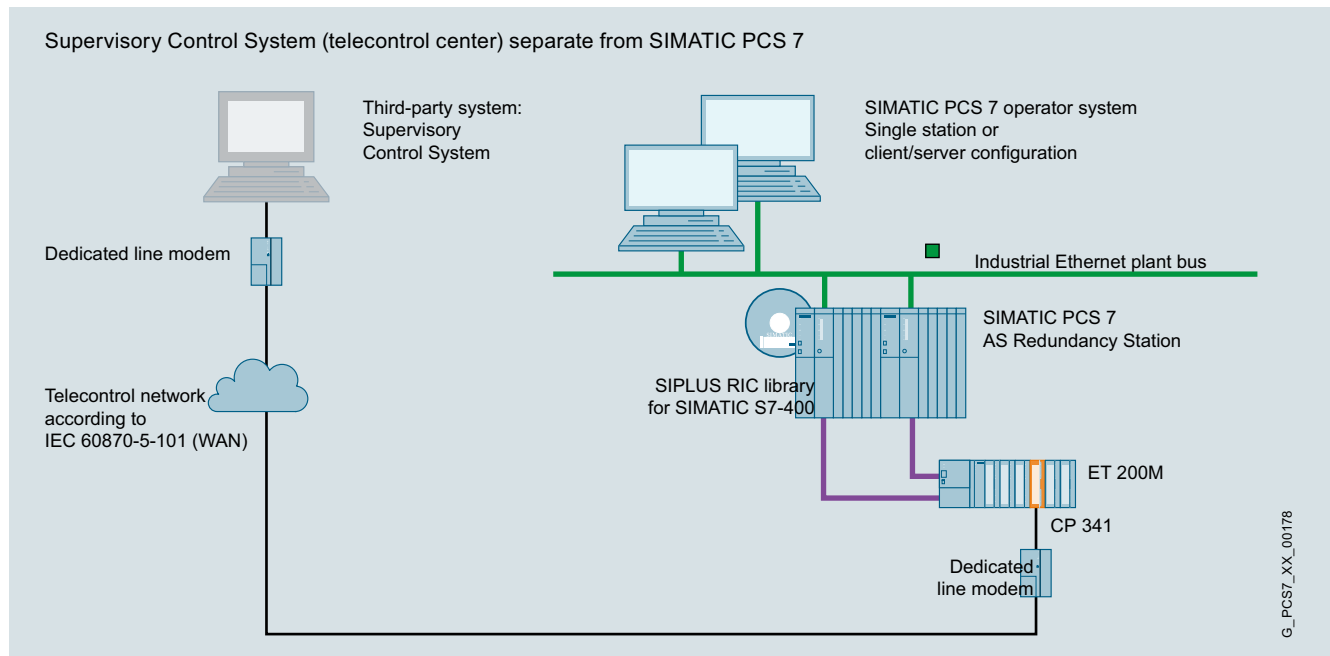 Supervisory Control System (telecontrol center) separate from SIMATIC PCS 7
Third-party system:
Supervisory
Control System
SIMATIC PCS 7 operator system
Single station or
client/server configuration
Dedicated line modem
Industrial Ethernet plant bus
SIMATIC PCS 7
AS Redundancy Station
SIPLUS RIC library
for SIMATIC S7-400
Telecontrol network
according to
IEC 60870-5-101 (WAN)
ET 200M
CP 341
Dedicated
line modem
G_PCS7_XX_00178